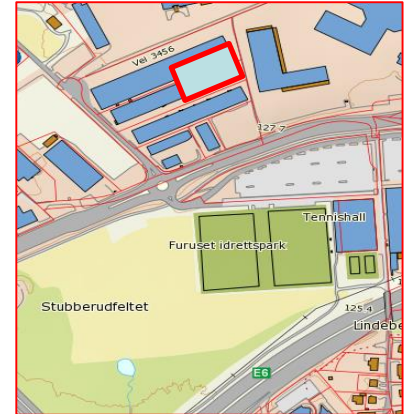 Vei 3456
127.7
Tennishall
Furuset idrettspark
Stubberudfeltet
125.4
Lindebe
E6